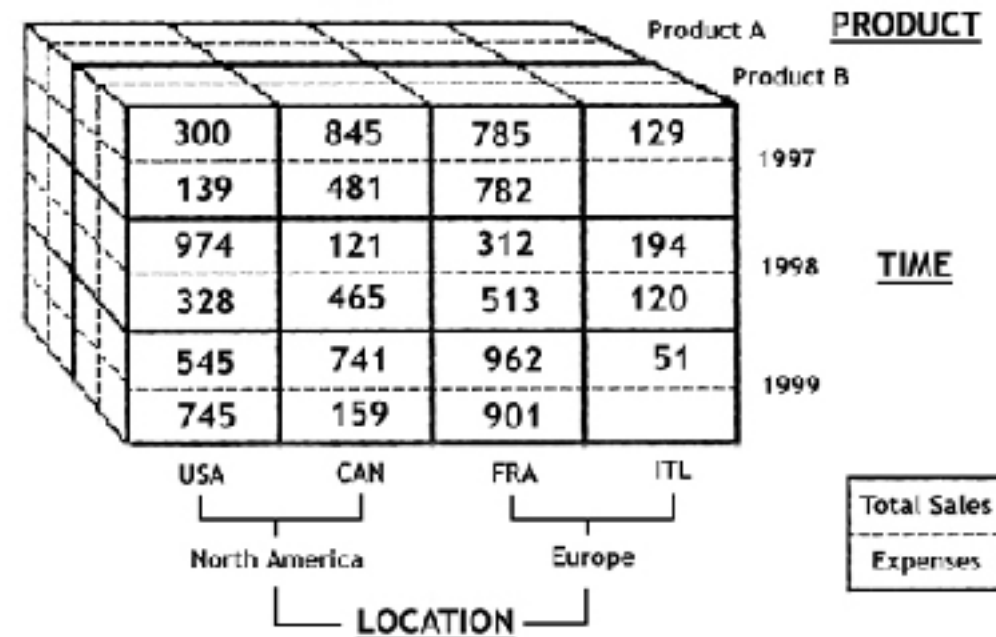 Product A
PRODUCT
Product B
300 845 785 129
1997
139 481 782
974 121 312 194
1998
TIME
328 465 513 120
545 741 962 51
1999
745 159 901
USA CAN FRA ITL
Total Sales
North America Europe
Expenses
LOCATION